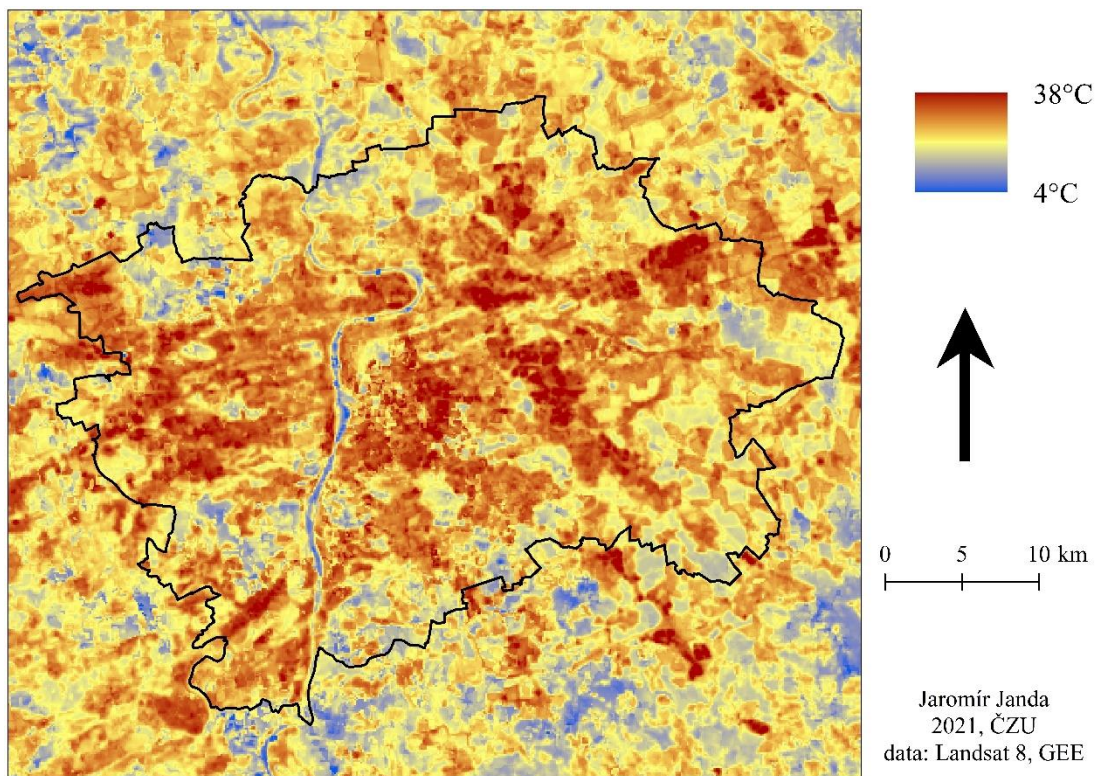 38°C
4°C
0 5 10 km
Jaromír Janda
2021, ČZU
data: Landsat 8, GEE